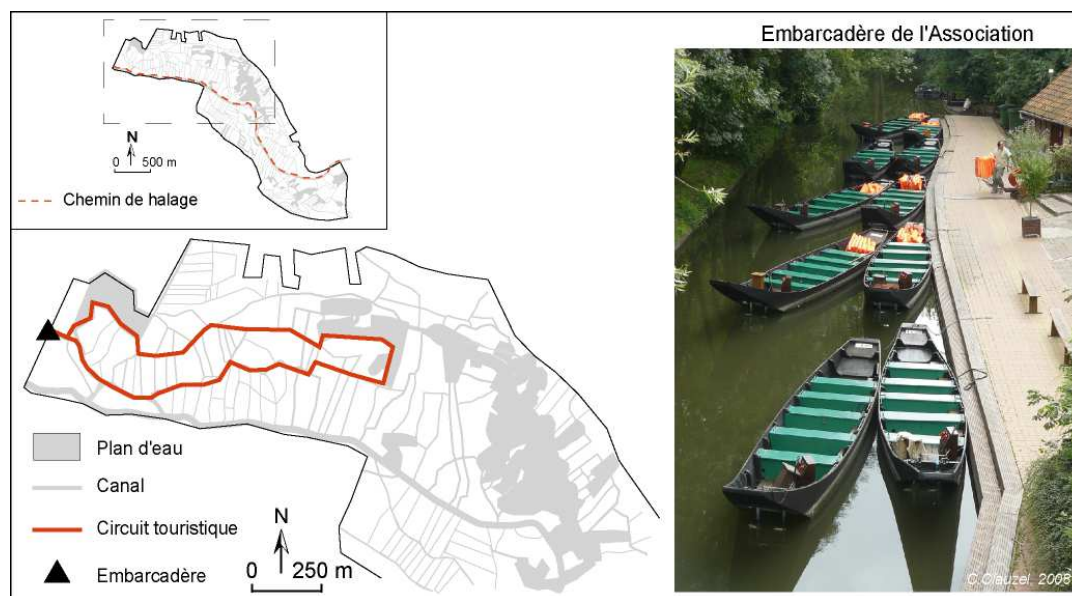 N
0 500 m
Chemin de halage
Plan d'eau
Canal
Circuit touristique
Embarcadère
N
0 250 m
Embarcadère de l'Association
C.Clauzel, 2008